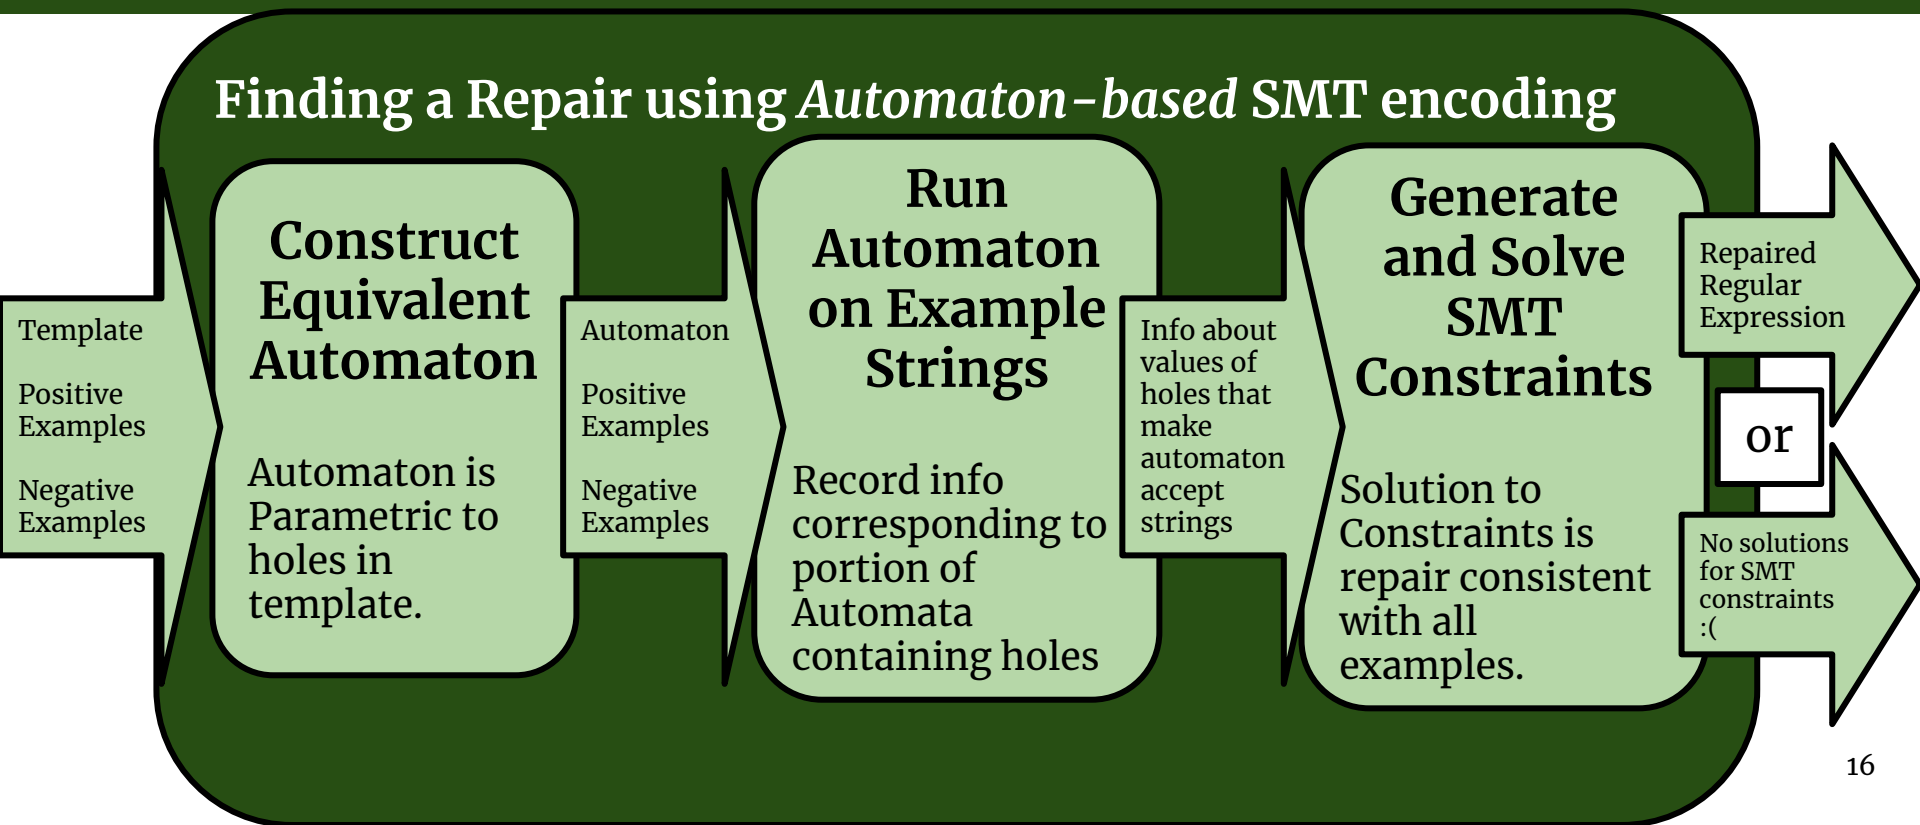 Finding a Repair using Automaton-based SMT encoding
Template
Positive
Examples
Negative
Examples
Construct
Equivalent
Automaton
Automaton is
Parametric to
holes in
template.
Automaton
Positive
Examples
Negative
Examples
Run
Automaton
on Example
Strings
Record info
corresponding to
portion of
Automata
containing holes
Info about
values of
holes that
make
automaton
accept
strings
Generate
and Solve
SMT
Constraints
Solution to
Constraints is
repair consistent
with all
examples.
Repaired
Regular
Expression
or
No solutions
for SMT
constraints
:(
16